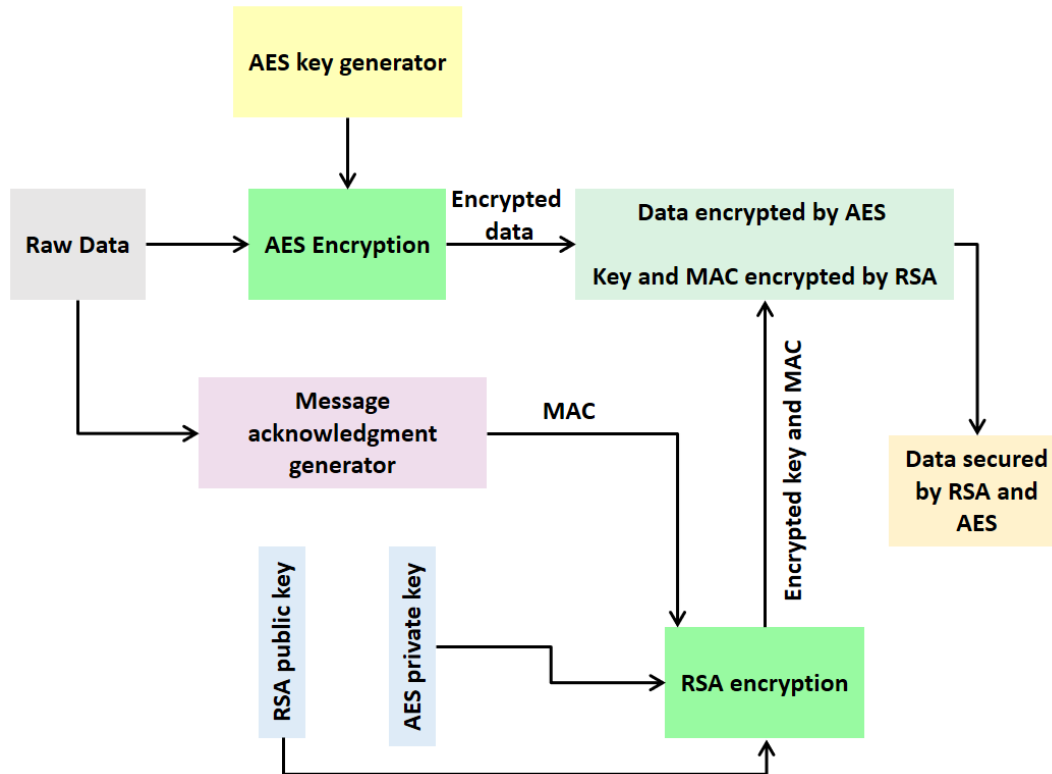 AES key generator
Raw Data
AES Encryption
Encrypted
data
Data encrypted by AES
Key and MAC encrypted by RSA
Message
acknowledgment
generator
MAC
Encrypted key and MAC
Data secured
by RSA and
AES
RSA public key
AES private key
RSA encryption